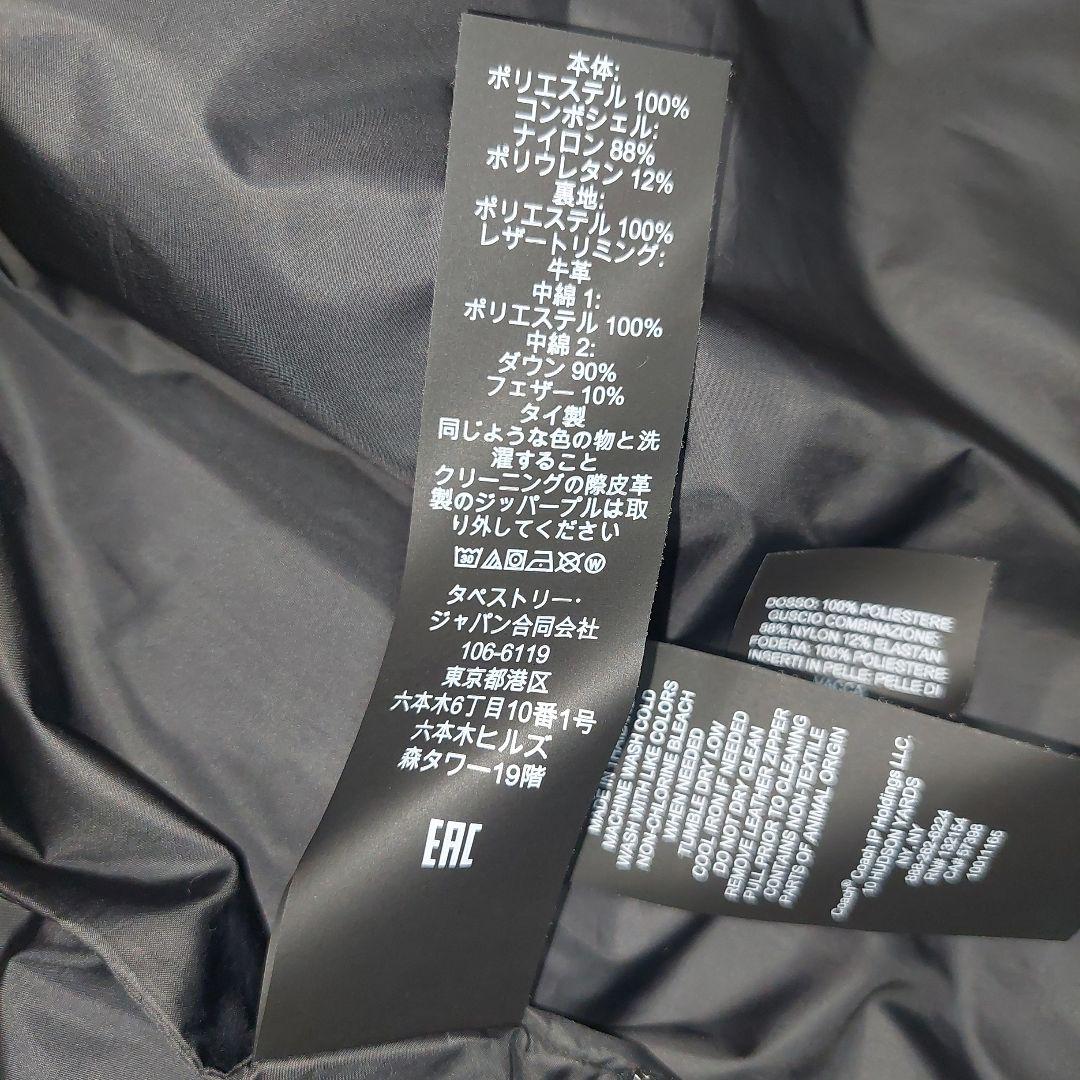 本体:
ポリエステル 100%
コンボシェル:
ナイロン 88%
ポリウレタン 12%
裏地:
ポリエステル 100%
レザートリミング:
牛革
中綿 1:
ポリエステル 100%
中綿 2:
ダウン 90%
フェザー 10%
タイ製
同じような色の物と洗
濯すること
クリーニングの際皮革
製のジッパープルは取
り外してください
30 W
タペストリー・
ジャパン合同会社
106-6119
東京都港区
六本木6丁目10番1号
六本木ヒルズ
森タワー19階
EAC
DOSSO: 100% POLIESTERE
GUSCIO COMBINAZIONE:
88% NYLON 12% ELASTAN
FODERA: 100% POLIESTERE
INSERTI IN PELLE: PELLE DI
VACCA
MADE IN
MACHINE WASH COLD
WASH WITH LIKE COLORS
NON-CHLORINE BLEACH
WHEN NEEDED
TUMBLE DRY LOW
COOL IRON IF NEEDED
DO NOT DRY CLEAN
REMOVE LEATHER ZIPPER
PULL PRIOR TO CLEANING
CONTAINS NON-TEXTILE
PARTS OF ANIMAL ORIGIN
Coach® Coach IP Holdings LLC,
10 HUDSON YARDS
NY, NY
RN# 132154
CA# 57898